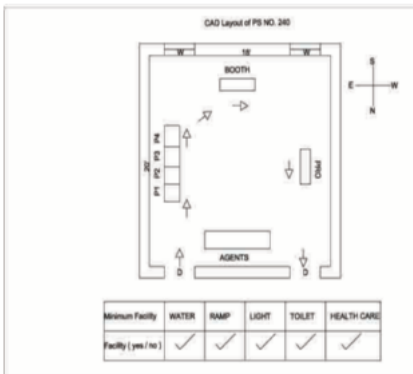 CAD Layout of PS NO. 240
W 18' W
BOOTH
S
E W
N
20'
P4
P3
P2
P1
PRO
AGENTS
D D
Minimum Facility WATER RAMP LIGHT TOILET HEALTH CARE
Facility ( yes / no ) ✓ ✓ ✓ ✓ ✓